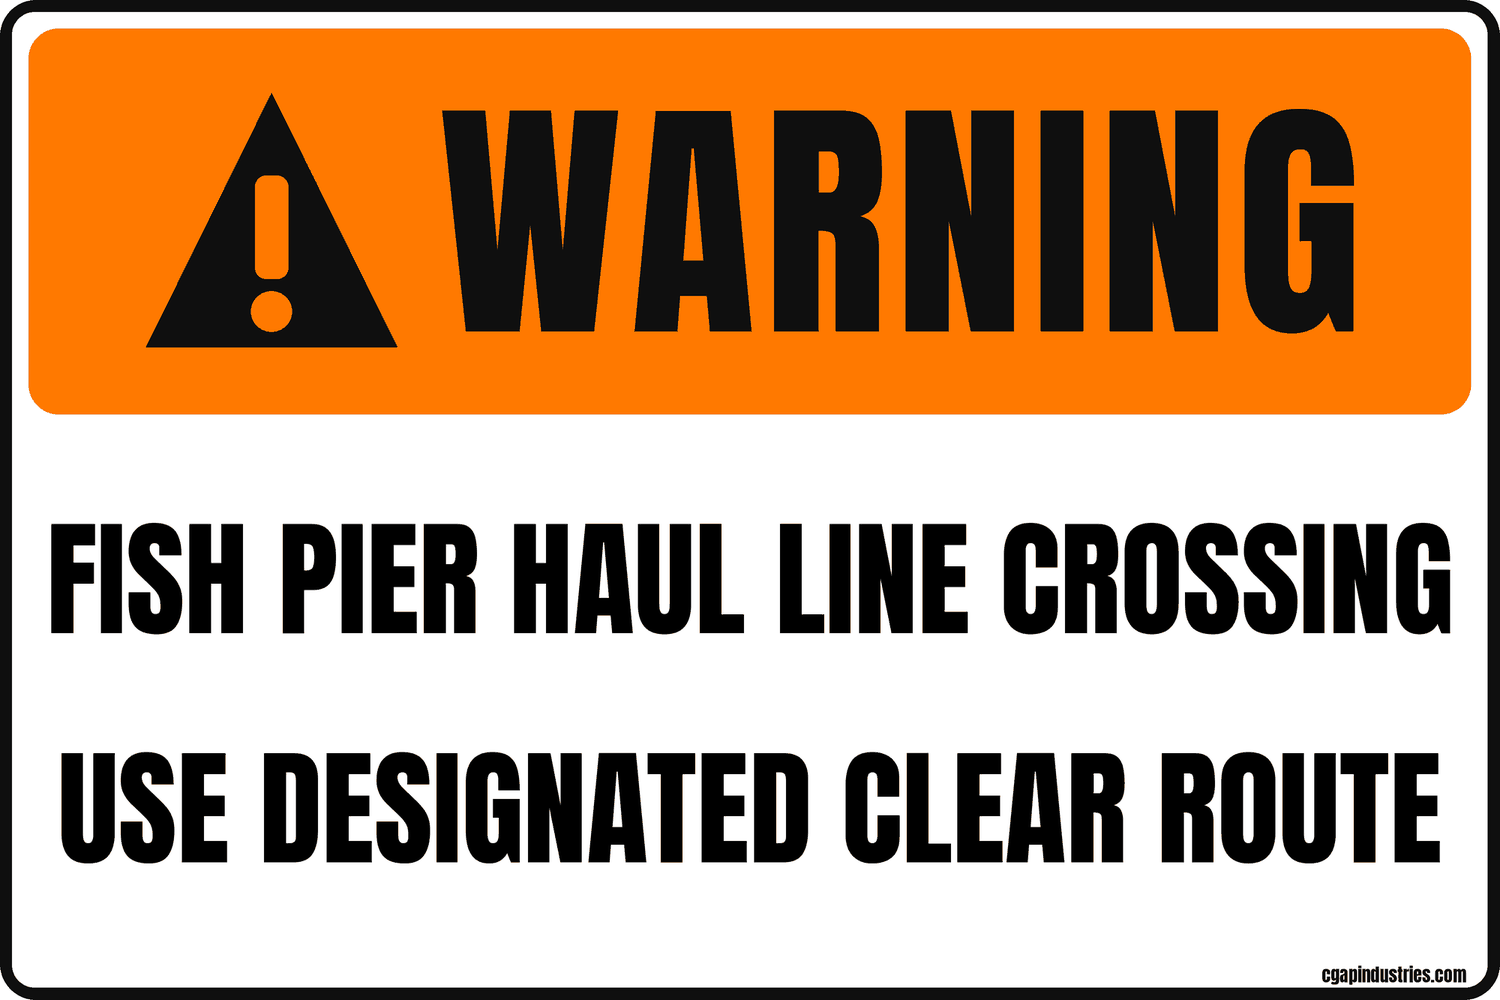 WARNING
FISH PIER HAUL LINE CROSSING
USE DESIGNATED CLEAR ROUTE
cgapindustries.com